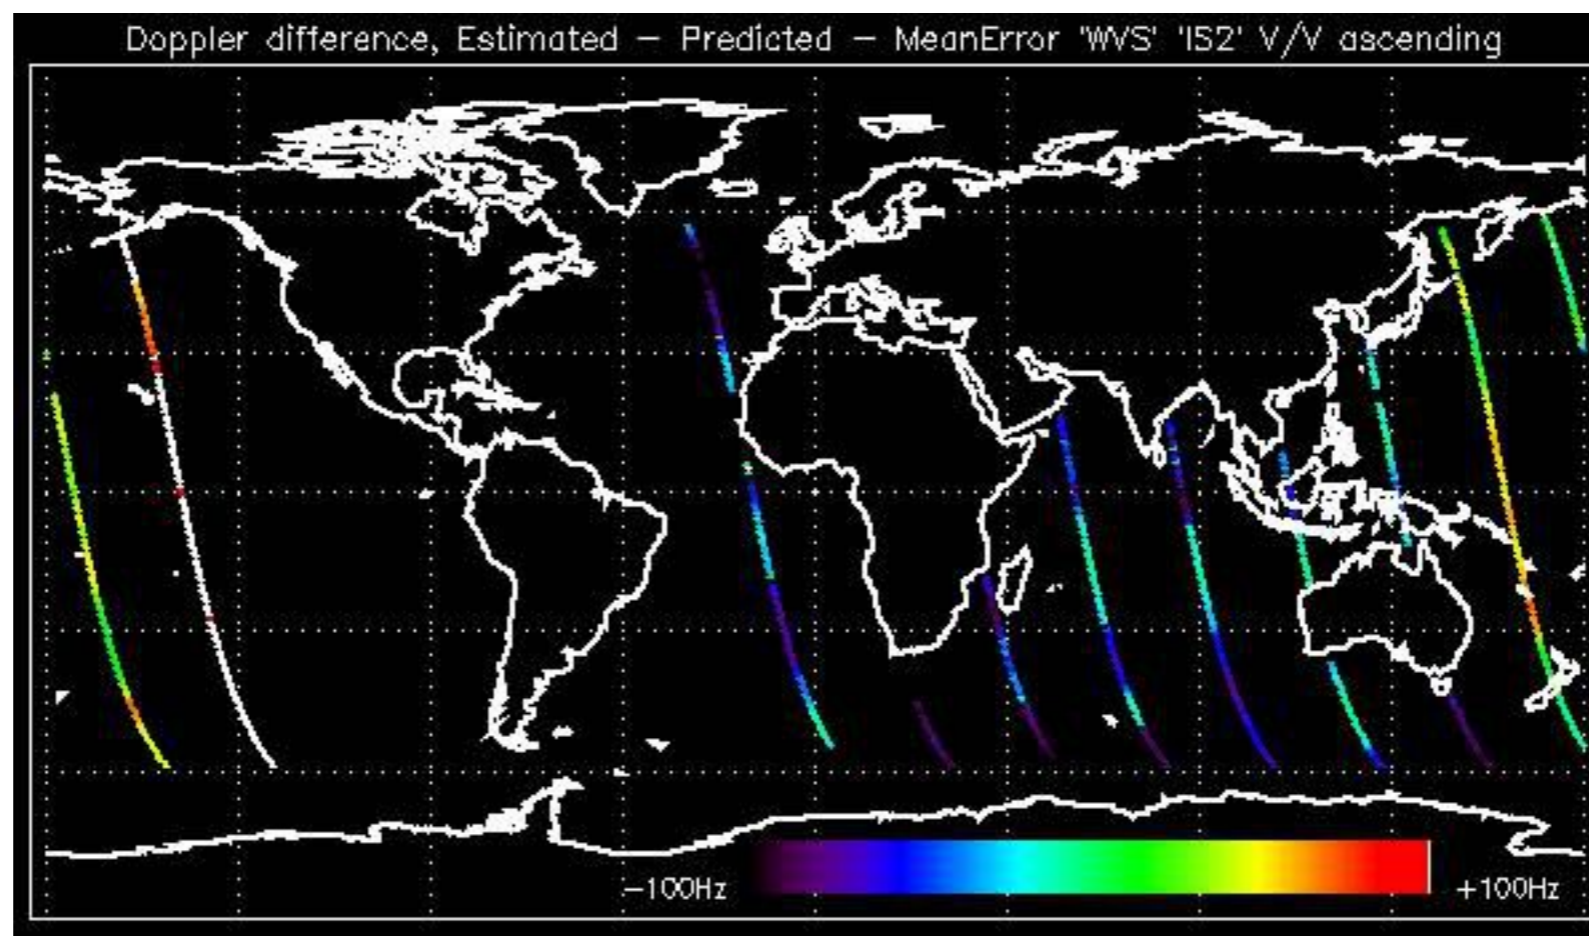 Doppler difference, Estimated – Predicted – MeanError 'WVS' 'IS2' V/V ascending
–100Hz
+100Hz